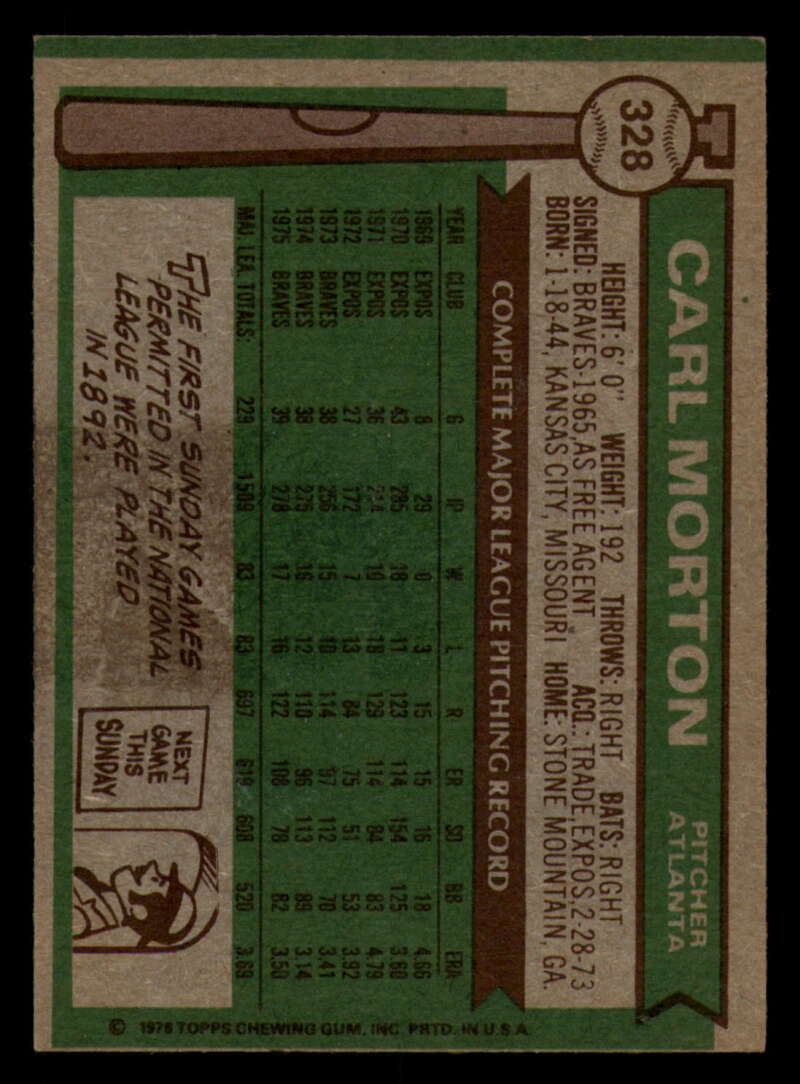 328
CARL MORTON
PITCHER
ATLANTA
HEIGHT: 6' 0" WEIGHT: 192 THROWS: RIGHT BATS: RIGHT
SIGNED: BRAVES-1965, AS FREE AGENT ACQ.: TRADE, EXPOS, 2-28-73
BORN: 1-18-44, KANSAS CITY, MISSOURI HOME: STONE MOUNTAIN, GA.
COMPLETE MAJOR LEAGUE PITCHING RECORD
YEAR CLUB G IP W L R ER SO BB ERA
1969 EXPOS 8 29 0 3 15 15 16 18 4.66
1970 EXPOS 43 285 18 11 123 114 154 125 3.60
1971 EXPOS 36 214 10 18 129 114 84 83 4.79
1972 EXPOS 27 172 7 13 84 75 51 53 3.92
1973 BRAVES 38 256 15 10 114 97 112 70 3.41
1974 BRAVES 38 275 16 12 110 96 113 89 3.14
1975 BRAVES 39 278 17 16 122 108 78 82 3.50
MAJ. LEA. TOTALS: 229 1509 83 83 697 619 608 520 3.69
THE FIRST SUNDAY GAMES
PERMITTED IN THE NATIONAL
LEAGUE WERE PLAYED
IN 1892.
NEXT
GAME
THIS
SUNDAY
© 1976 TOPPS CHEWING GUM, INC. PRTD. IN U.S.A.